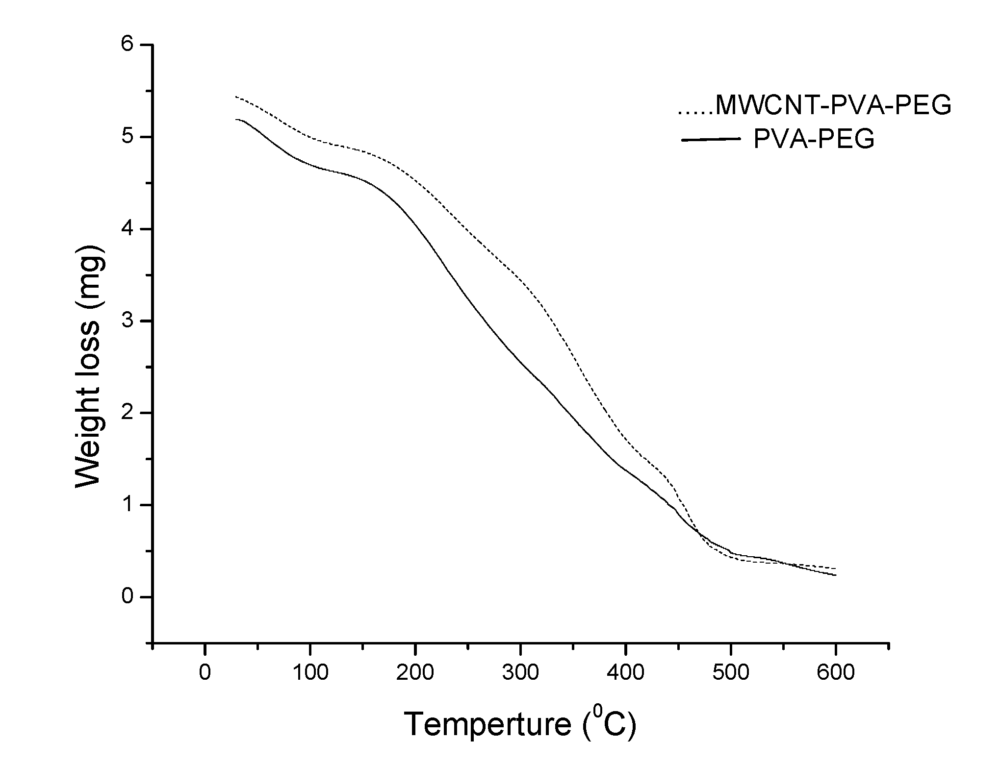 6
5
4
3
2
1
0
Weight loss (mg)
.....MWCNT-PVA-PEG
PVA-PEG
0 100 200 300 400 500 600
Temperture (⁰C)